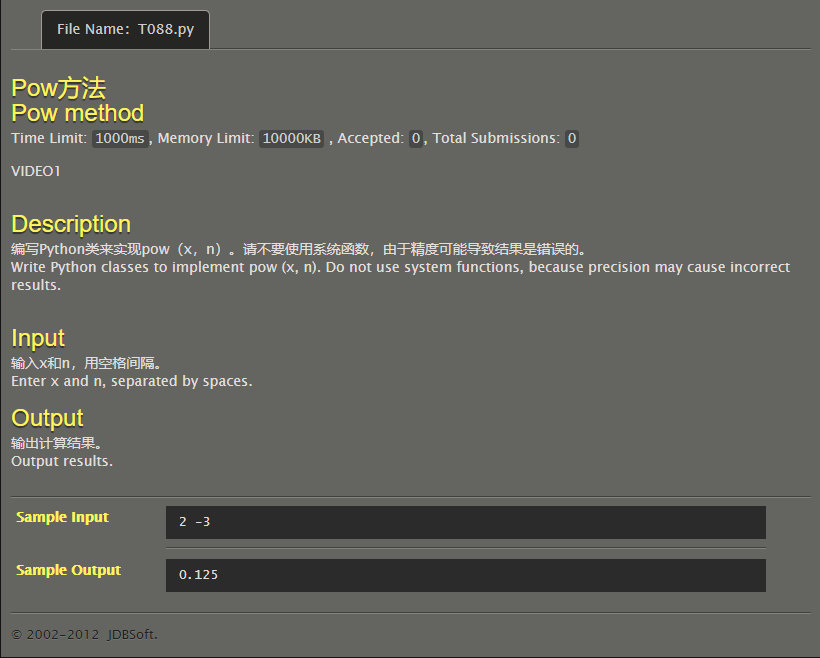 File Name: T088.py
Pow方法
Pow method
Time Limit: 1000ms, Memory Limit: 10000KB , Accepted: 0, Total Submissions: 0
VIDEO1
Description
编写Python类来实现pow（x，n）。请不要使用系统函数，由于精度可能导致结果是错误的。
Write Python classes to implement pow (x, n). Do not use system functions, because precision may cause incorrect
results.
Input
输入x和n，用空格间隔。
Enter x and n, separated by spaces.
Output
输出计算结果。
Output results.
Sample Input
2 -3
Sample Output
0.125
© 2002-2012 JDBSoft.